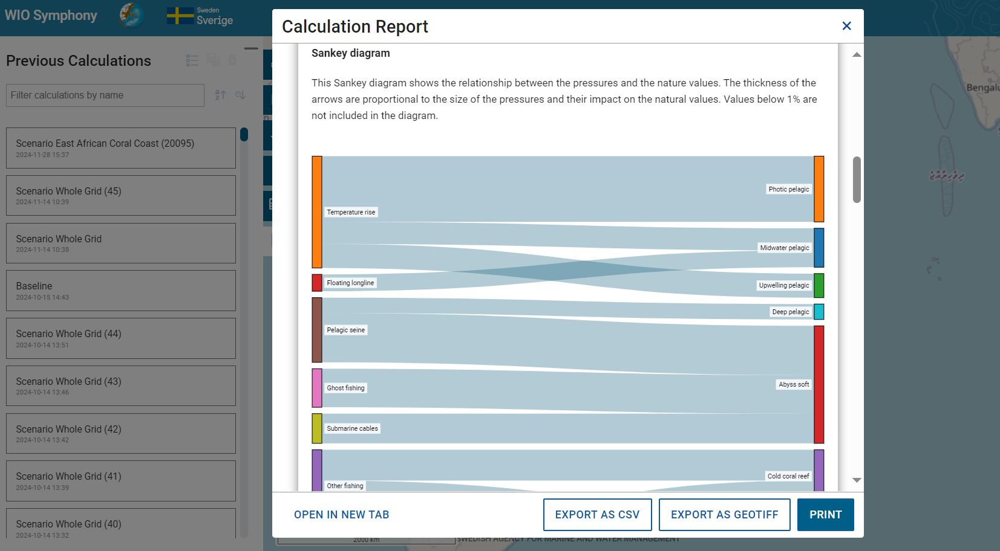 WIO Symphony
Sweden
Sverige
Calculation Report
Previous Calculations
Filter calculations by name
Scenario East African Coral Coast (20095)
2024-11-28 15:37
Scenario Whole Grid (45)
2024-11-14 10:39
Scenario Whole Grid
2024-11-14 10:38
Baseline
2024-10-15 14:43
Scenario Whole Grid (44)
2024-10-14 13:51
Scenario Whole Grid (43)
2024-10-14 13:46
Scenario Whole Grid (42)
2024-10-14 13:42
Scenario Whole Grid (41)
2024-10-14 13:39
Scenario Whole Grid (40)
2024-10-14 13:32
Sankey diagram
This Sankey diagram shows the relationship between the pressures and the nature values. The thickness of the
arrows are proportional to the size of the pressures and their impact on the natural values. Values below 1% are
not included in the diagram.
Temperature rise
Floating longline
Pelagic seine
Ghost fishing
Submarine cables
Other fishing
Photic pelagic
Midwater pelagic
Upwelling pelagic
Deep pelagic
Abyss soft
Cold coral reef
OPEN IN NEW TAB
EXPORT AS CSV
EXPORT AS GEOTIFF
PRINT
2000 km
SWEDISH AGENCY FOR MARINE AND WATER MANAGEMENT
Bengalu